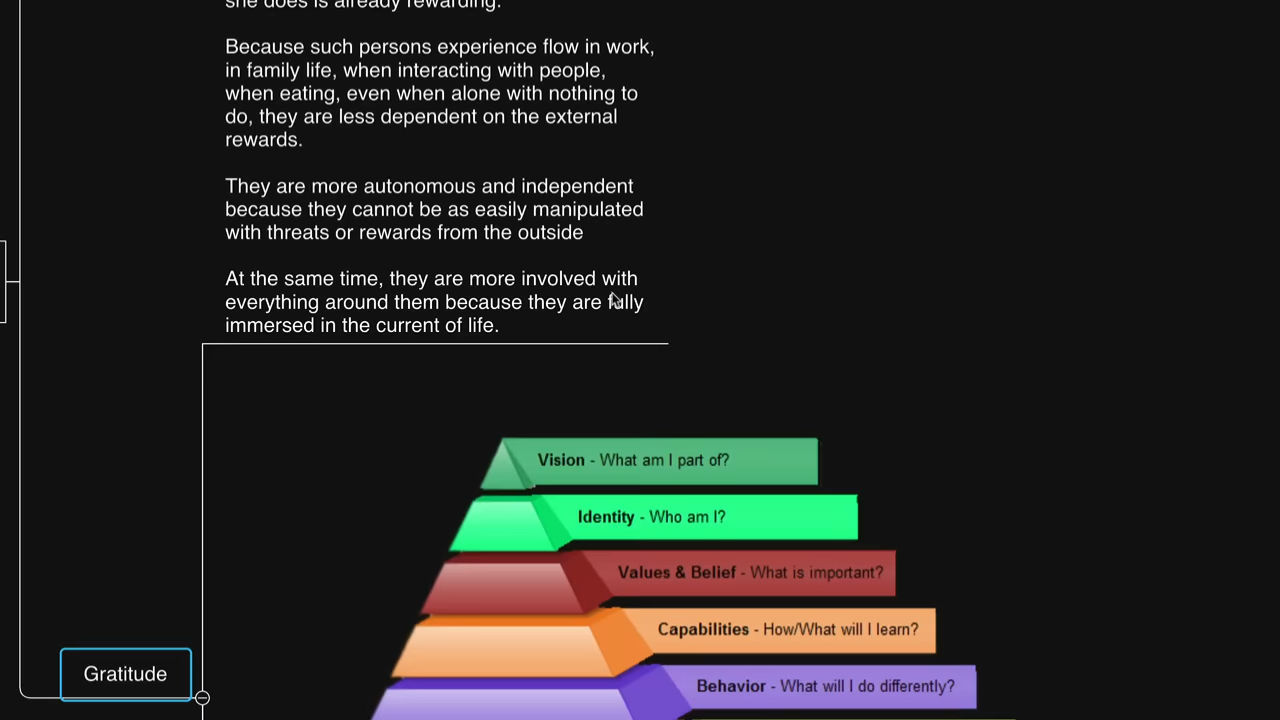 she does is already rewarding.
Because such persons experience flow in work,
in family life, when interacting with people,
when eating, even when alone with nothing to
do, they are less dependent on the external
rewards.
They are more autonomous and independent
because they cannot be as easily manipulated
with threats or rewards from the outside
At the same time, they are more involved with
everything around them because they are fully
immersed in the current of life.
Vision - What am I part of?
Identity - Who am I?
Values & Belief - What is important?
Capabilities - How/What will I learn?
Behavior - What will I do differently?
Gratitude